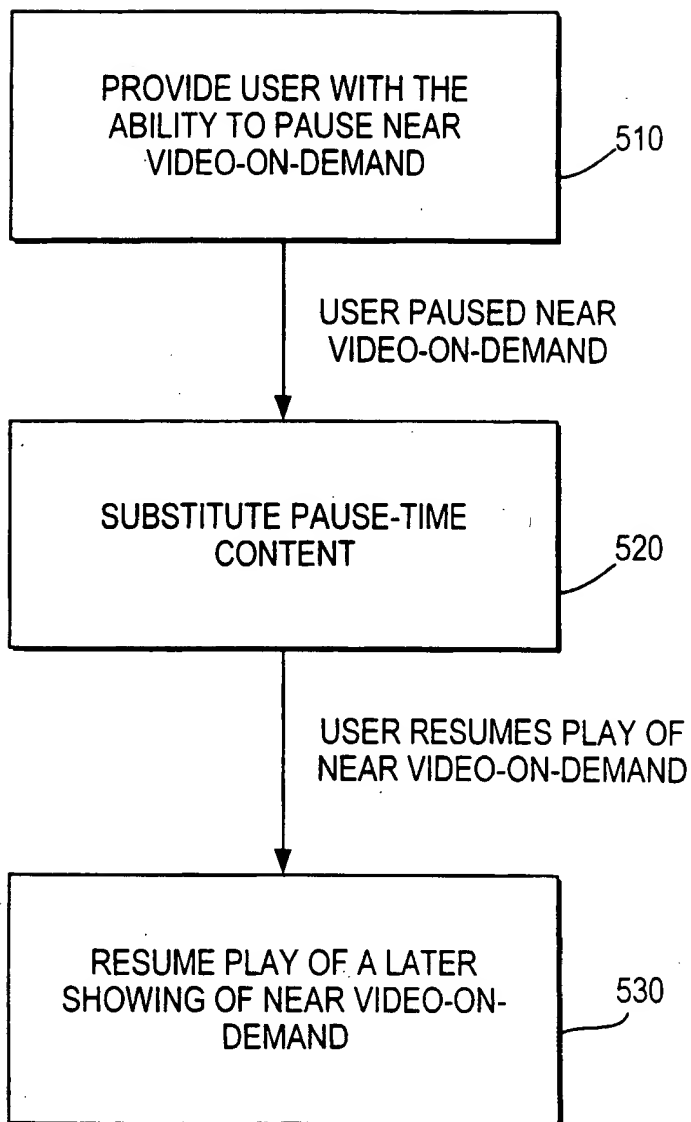 PROVIDE USER WITH THE
ABILITY TO PAUSE NEAR
VIDEO-ON-DEMAND
510
USER PAUSED NEAR
VIDEO-ON-DEMAND
SUBSTITUTE PAUSE-TIME
CONTENT
520
USER RESUMES PLAY OF
NEAR VIDEO-ON-DEMAND
RESUME PLAY OF A LATER
SHOWING OF NEAR VIDEO-ON-
DEMAND
530